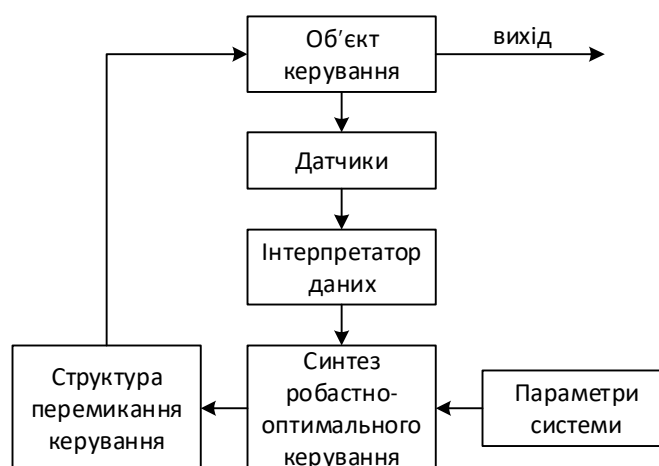 Об’єкт
керування
вихід
Датчики
Інтерпретатор
даних
Структура
перемикання
керування
Синтез
робастно-
оптимального
керування
Параметри
системи